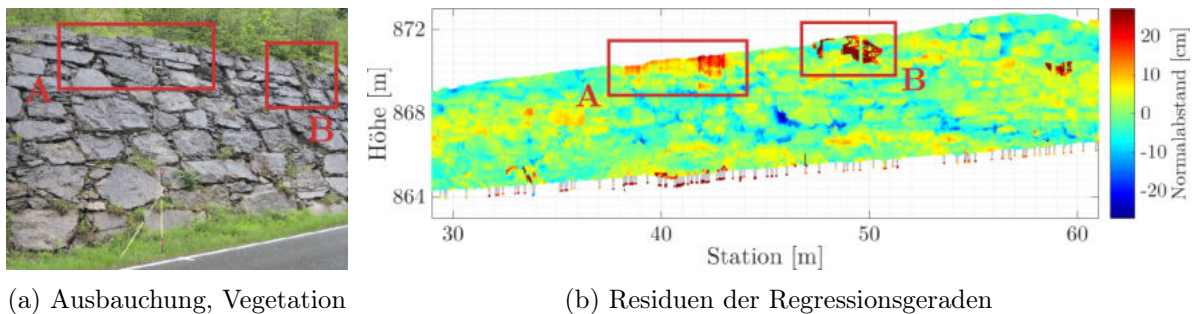 A
B
872
868
864
Höhe [m]
A
B
30
40
50
60
Station [m]
20
10
0
-10
-20
Normalabstand [cm]
(a) Ausbauchung, Vegetation
(b) Residuen der Regressionsgeraden